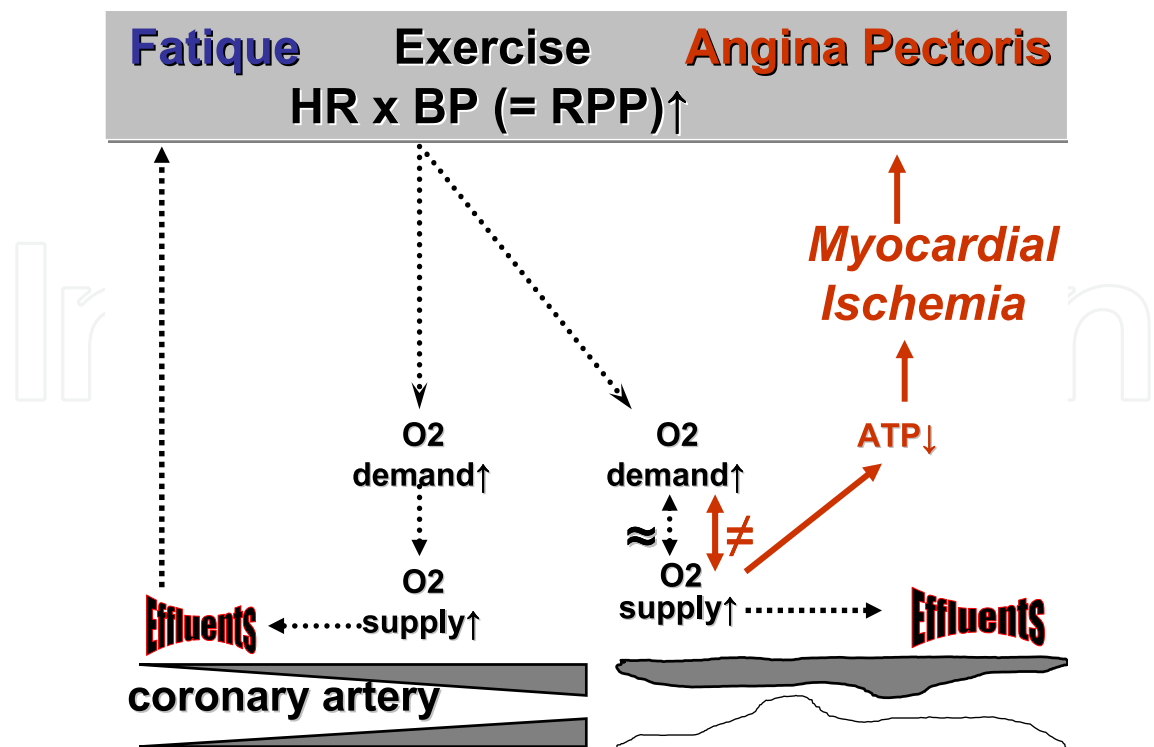 Fatique Exercise Angina Pectoris
HR x BP (= RPP)↑
Myocardial
Ischemia
O2
demand↑
O2
demand↑
ATP↓
≈ ≠
O2
supply↑
O2
supply↑
Effluents
Effluents
coronary artery